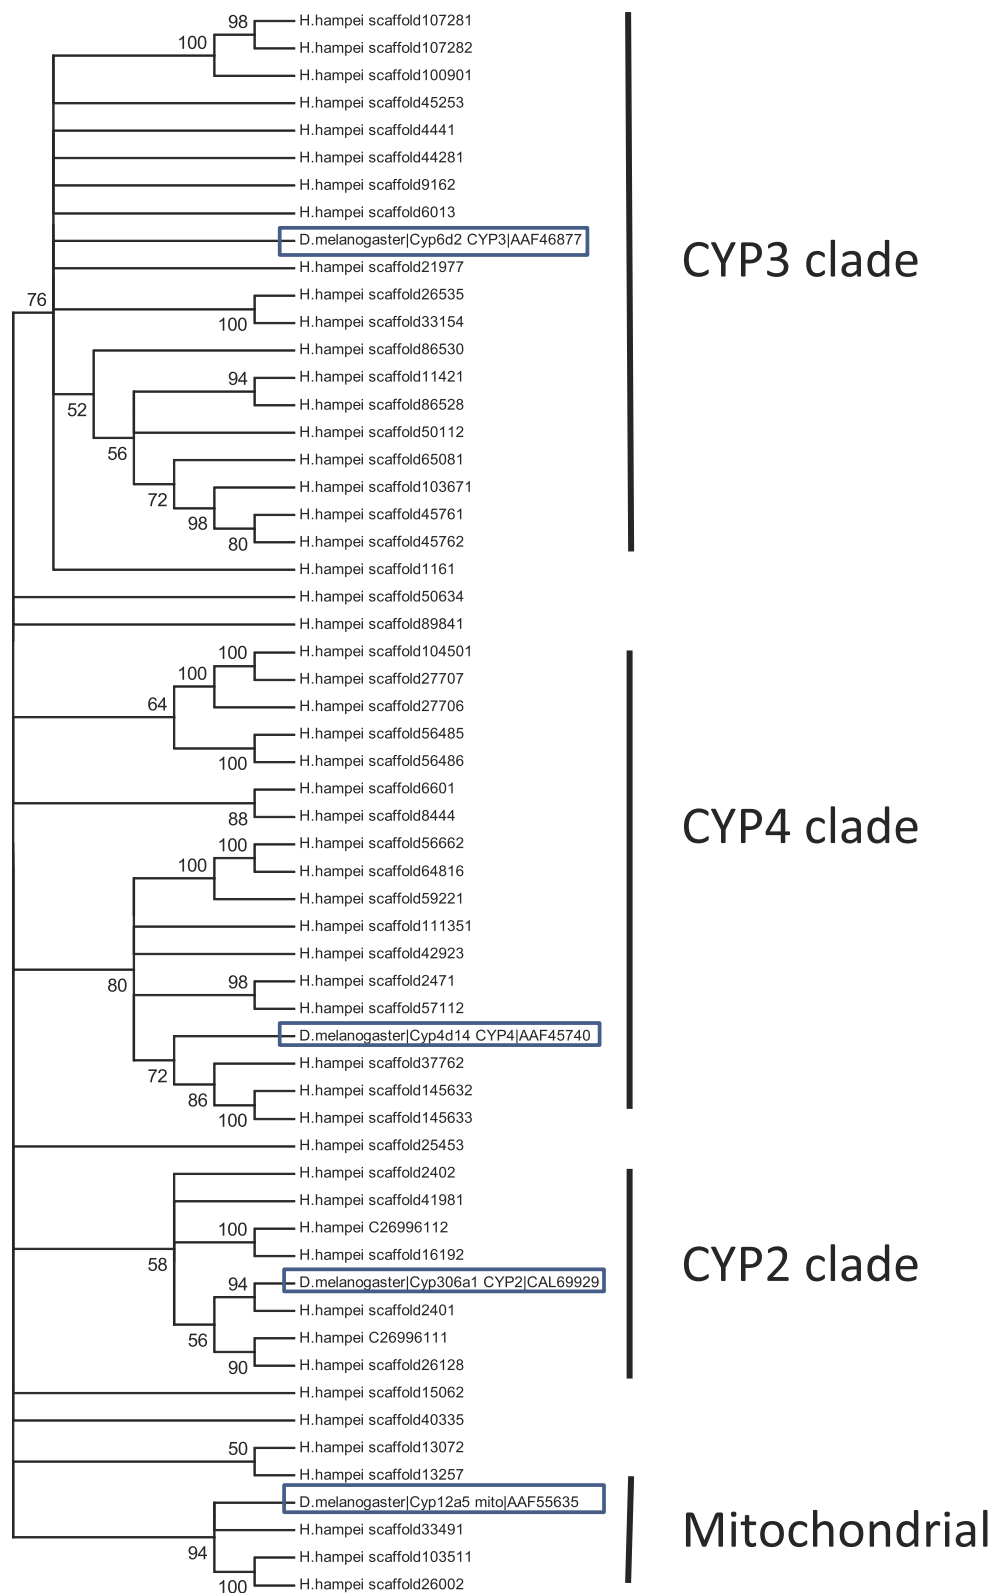 H.hampei scaffold107281
98
H.hampei scaffold107282
100
H.hampei scaffold100901
H.hampei scaffold45253
H.hampei scaffold4441
H.hampei scaffold44281
H.hampei scaffold9162
H.hampei scaffold6013
D.melanogaster|Cyp6d2 CYP3|AAF46877
CYP3 clade
H.hampei scaffold21977
H.hampei scaffold26535
76
H.hampei scaffold33154
100
H.hampei scaffold86530
H.hampei scaffold11421
94
H.hampei scaffold86528
52
H.hampei scaffold50112
56
H.hampei scaffold65081
H.hampei scaffold103671
72
H.hampei scaffold45761
98
H.hampei scaffold45762
80
H.hampei scaffold1161
H.hampei scaffold50634
H.hampei scaffold89841
H.hampei scaffold104501
100
H.hampei scaffold27707
100
H.hampei scaffold27706
64
H.hampei scaffold56485
H.hampei scaffold56486
100
H.hampei scaffold6601
H.hampei scaffold8444
88
CYP4 clade
H.hampei scaffold56662
100
H.hampei scaffold64816
100
H.hampei scaffold59221
H.hampei scaffold111351
H.hampei scaffold42923
H.hampei scaffold2471
98
80
H.hampei scaffold57112
D.melanogaster|Cyp4d14 CYP4|AAF45740
H.hampei scaffold37762
72
H.hampei scaffold145632
86
H.hampei scaffold145633
100
H.hampei scaffold25453
H.hampei scaffold2402
H.hampei scaffold41981
H.hampei C26996112
100
H.hampei scaffold16192
58
CYP2 clade
D.melanogaster|Cyp306a1 CYP2|CAL69929
94
H.hampei scaffold2401
H.hampei C26996111
56
H.hampei scaffold26128
90
H.hampei scaffold15062
H.hampei scaffold40335
H.hampei scaffold13072
50
H.hampei scaffold13257
D.melanogaster|Cyp12a5 mito|AAF55635
H.hampei scaffold33491
Mitochondrial
94
H.hampei scaffold103511
H.hampei scaffold26002
100